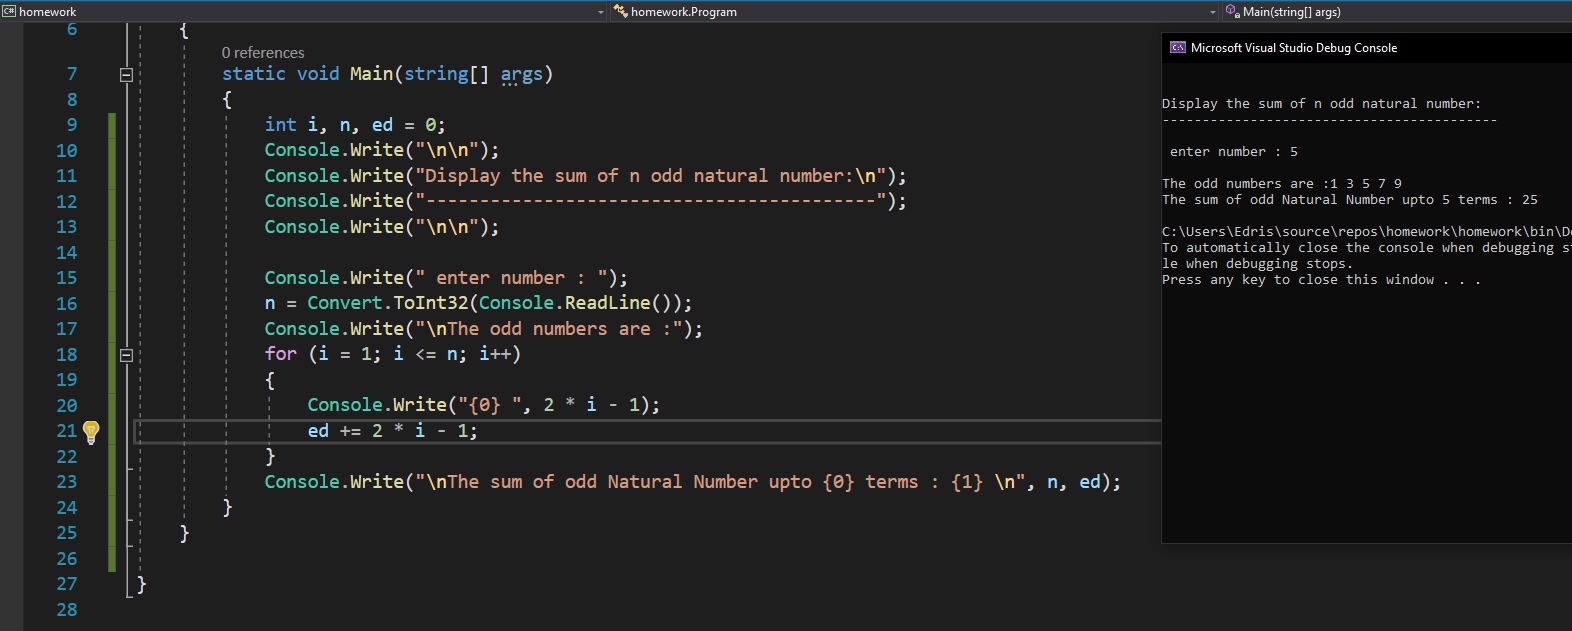 C# homework
homework.Program
Main(string[] args)
6 {
0 references
7 static void Main(string[] args)
8 {
9 int i, n, ed = 0;
10 Console.Write("\n\n");
11 Console.Write("Display the sum of n odd natural number:\n");
12 Console.Write("------------------------------------------");
13 Console.Write("\n\n");
14
15 Console.Write(" enter number : ");
16 n = Convert.ToInt32(Console.ReadLine());
17 Console.Write("\nThe odd numbers are :");
18 for (i = 1; i <= n; i++)
19 {
20 Console.Write("{0} ", 2 * i - 1);
21 ed += 2 * i - 1;
22 }
23 Console.Write("\nThe sum of odd Natural Number upto {0} terms : {1} \n", n, ed);
24 }
25 }
26
27 }
28
Microsoft Visual Studio Debug Console
Display the sum of n odd natural number:
------------------------------------------
enter number : 5
The odd numbers are :1 3 5 7 9
The sum of odd Natural Number upto 5 terms : 25
C:\Users\Edris\source\repos\homework\homework\bin\D
To automatically close the console when debugging s
le when debugging stops.
Press any key to close this window . . .